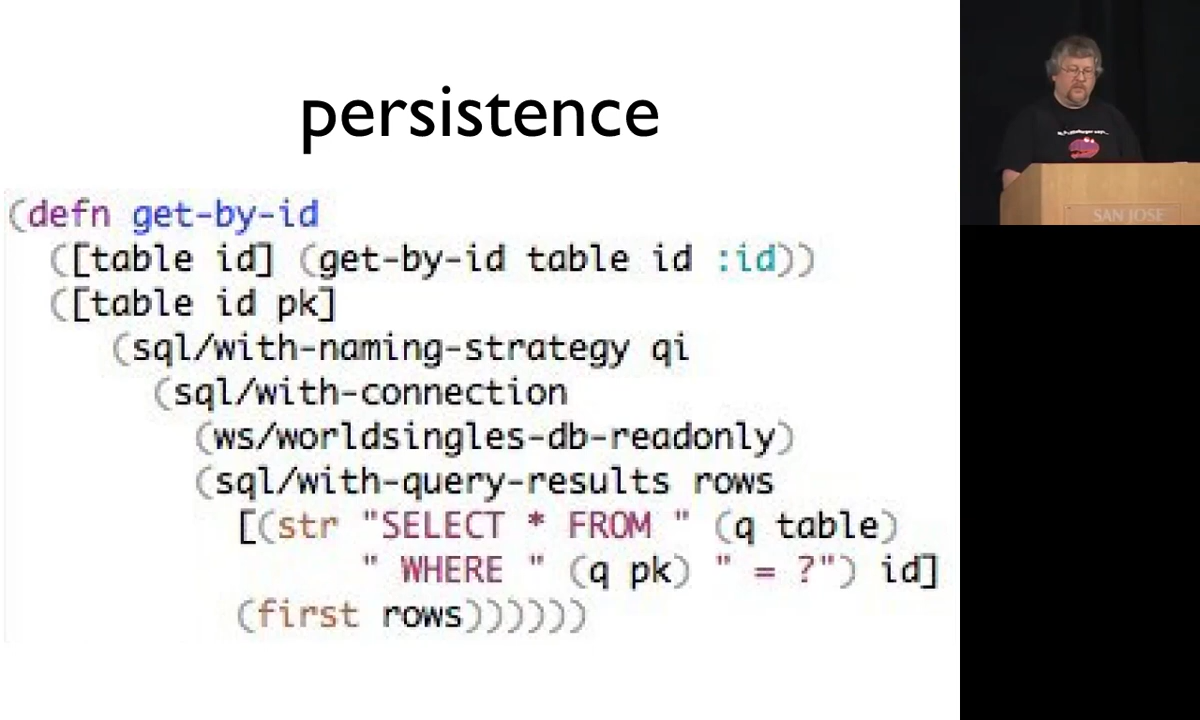 persistence
(defn get-by-id
  ([table id] (get-by-id table id :id))
  ([table id pk]
     (sql/with-naming-strategy qi
       (sql/with-connection
         (ws/worldsingles-db-readonly)
         (sql/with-query-results rows
           [(str "SELECT * FROM " (q table)
                 " WHERE " (q pk) " = ?") id]
           (first rows))))))
SAN JOSE